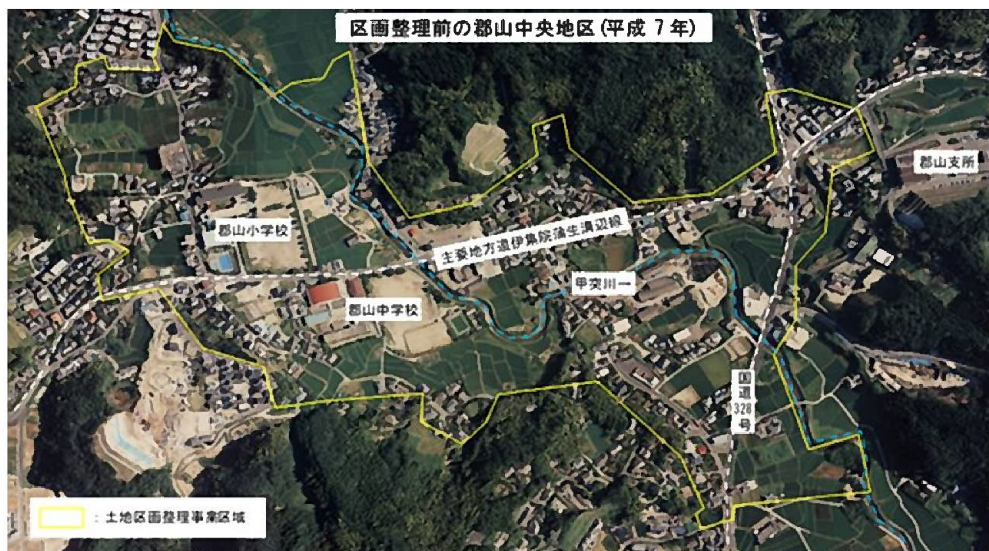 区画整理前の郡山中央地区(平成 7 年)
郡山支所
郡山小学校
主要地方道伊集院蒲生溝辺線
甲突川
郡山中学校
国道328号
:土地区画整理事業区域